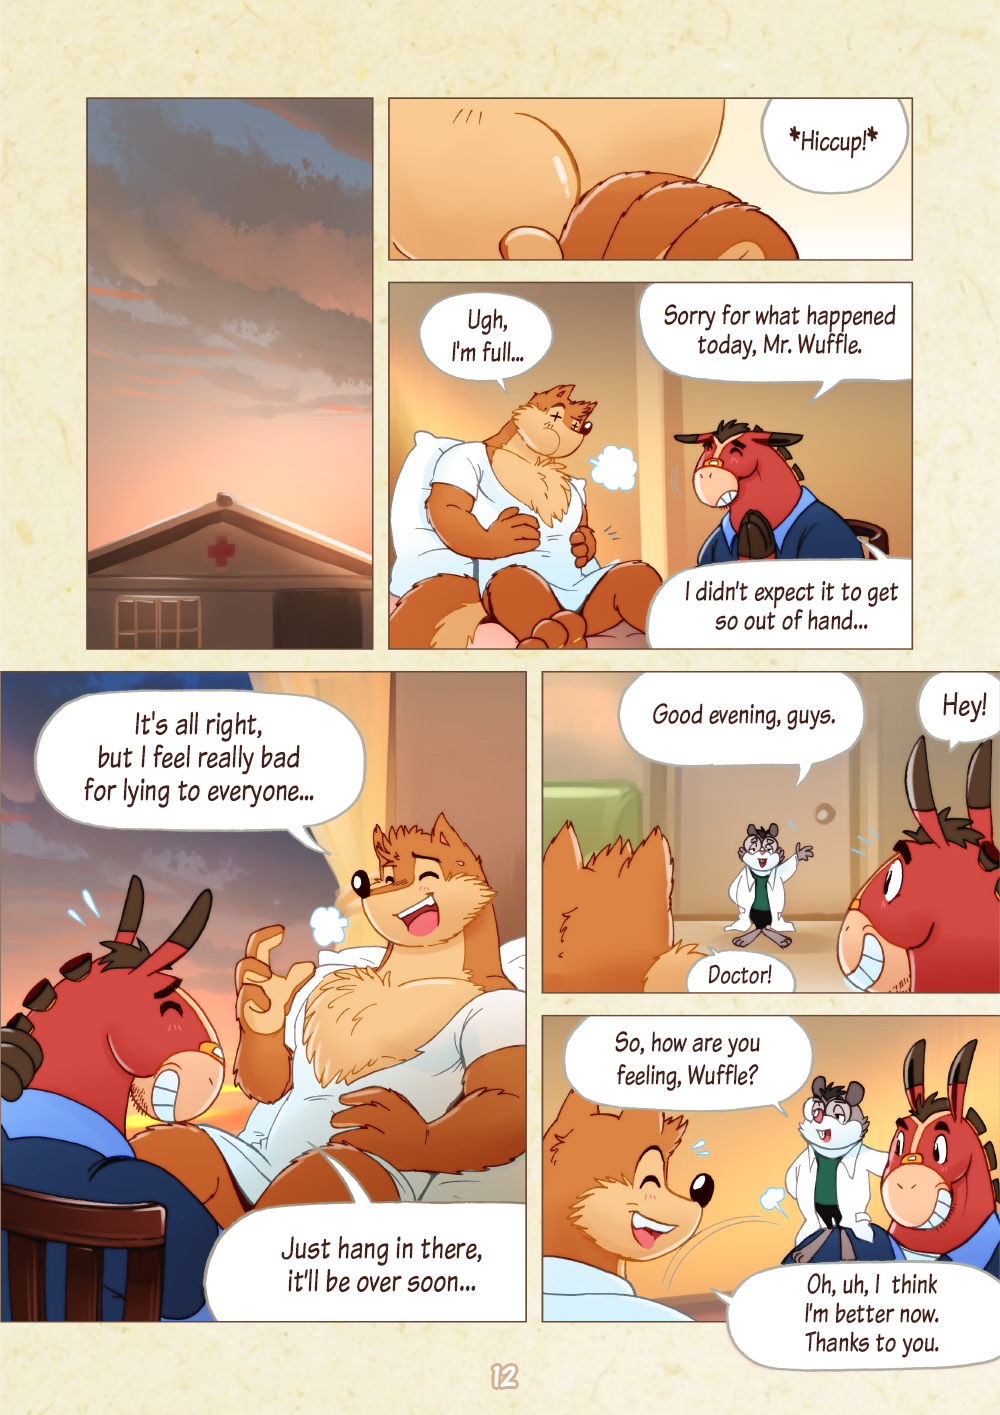 *Hiccup!*
Ugh,
I'm full...
Sorry for what happened
today, Mr. Wuffle.
I didn't expect it to get
so out of hand...
It's all right,
but I feel really bad
for lying to everyone...
Just hang in there,
it'll be over soon...
Good evening, guys.
Hey!
Doctor!
So, how are you
feeling, Wuffle?
Oh, uh, I think
I'm better now.
Thanks to you.
12